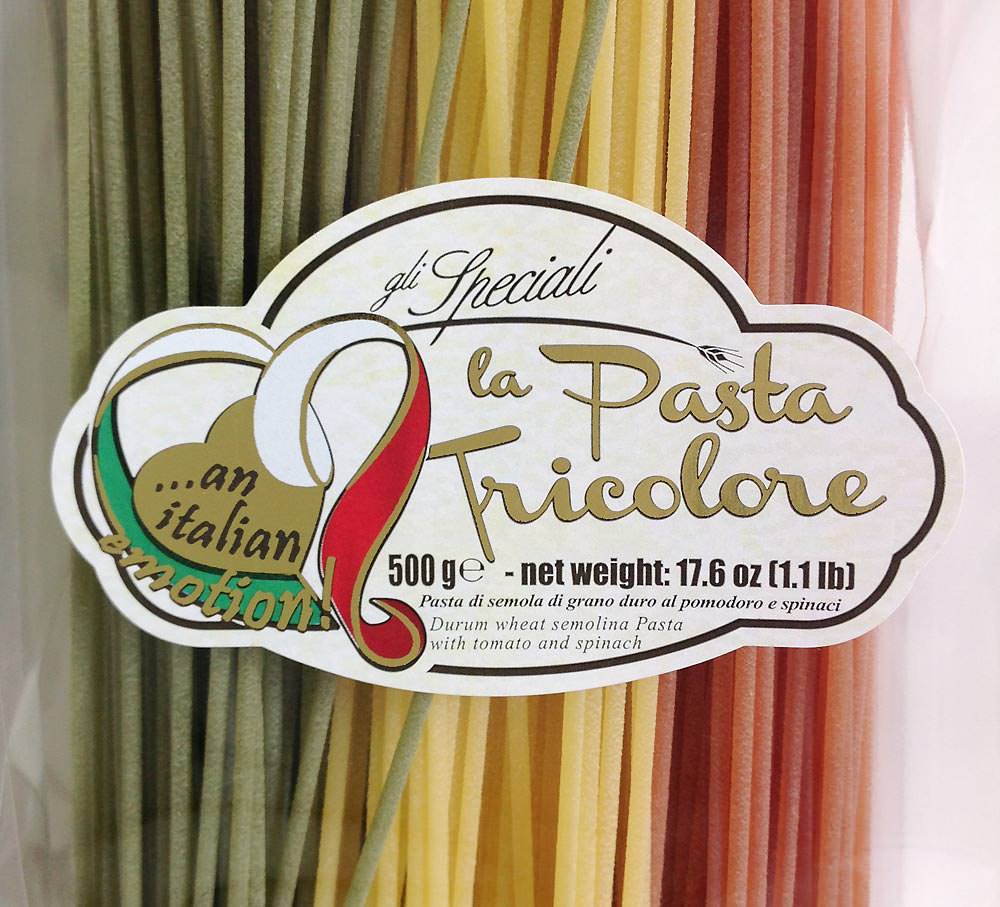 gli Speciali
la Pasta
Tricolore
...an
italian
emotion!
500 g℮ - net weight: 17.6 oz (1.1 lb)
Pasta di semola di grano duro al pomodoro e spinaci
Durum wheat semolina Pasta
with tomato and spinach